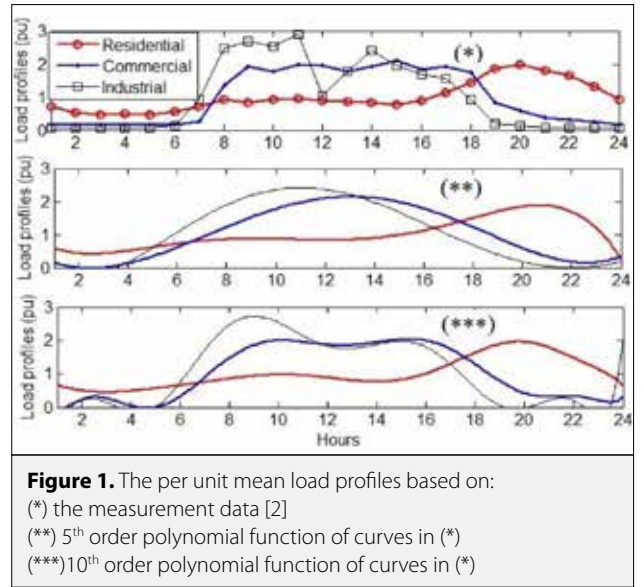 Load profiles (pu)
3
2
1
0
Residential
Commercial
Industrial
(*)
2 4 6 8 10 12 14 16 18 20 22 24
Load profiles (pu)
3
2
1
0
(**)
2 4 6 8 10 12 14 16 18 20 22 24
Load profiles (pu)
3
2
1
0
(***)
2 4 6 8 10 12 14 16 18 20 22 24
Hours
Figure 1. The per unit mean load profiles based on:
(*) the measurement data [2]
(**) 5th order polynomial function of curves in (*)
(***)10th order polynomial function of curves in (*)